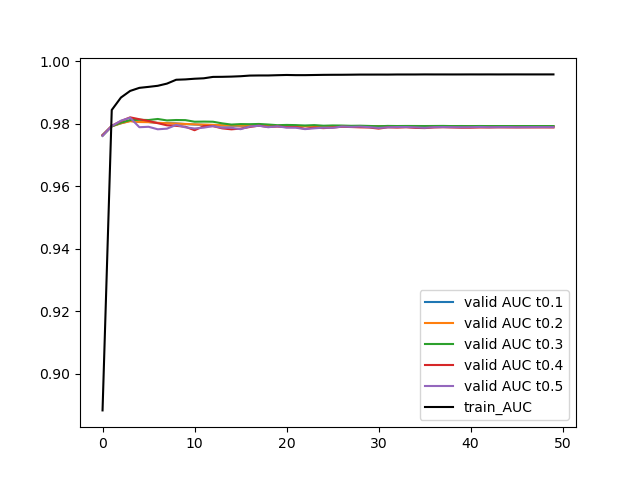 1.00
0.98
0.96
0.94
0.92
0.90
valid AUC t0.1
valid AUC t0.2
valid AUC t0.3
valid AUC t0.4
valid AUC t0.5
train_AUC
0 10 20 30 40 50